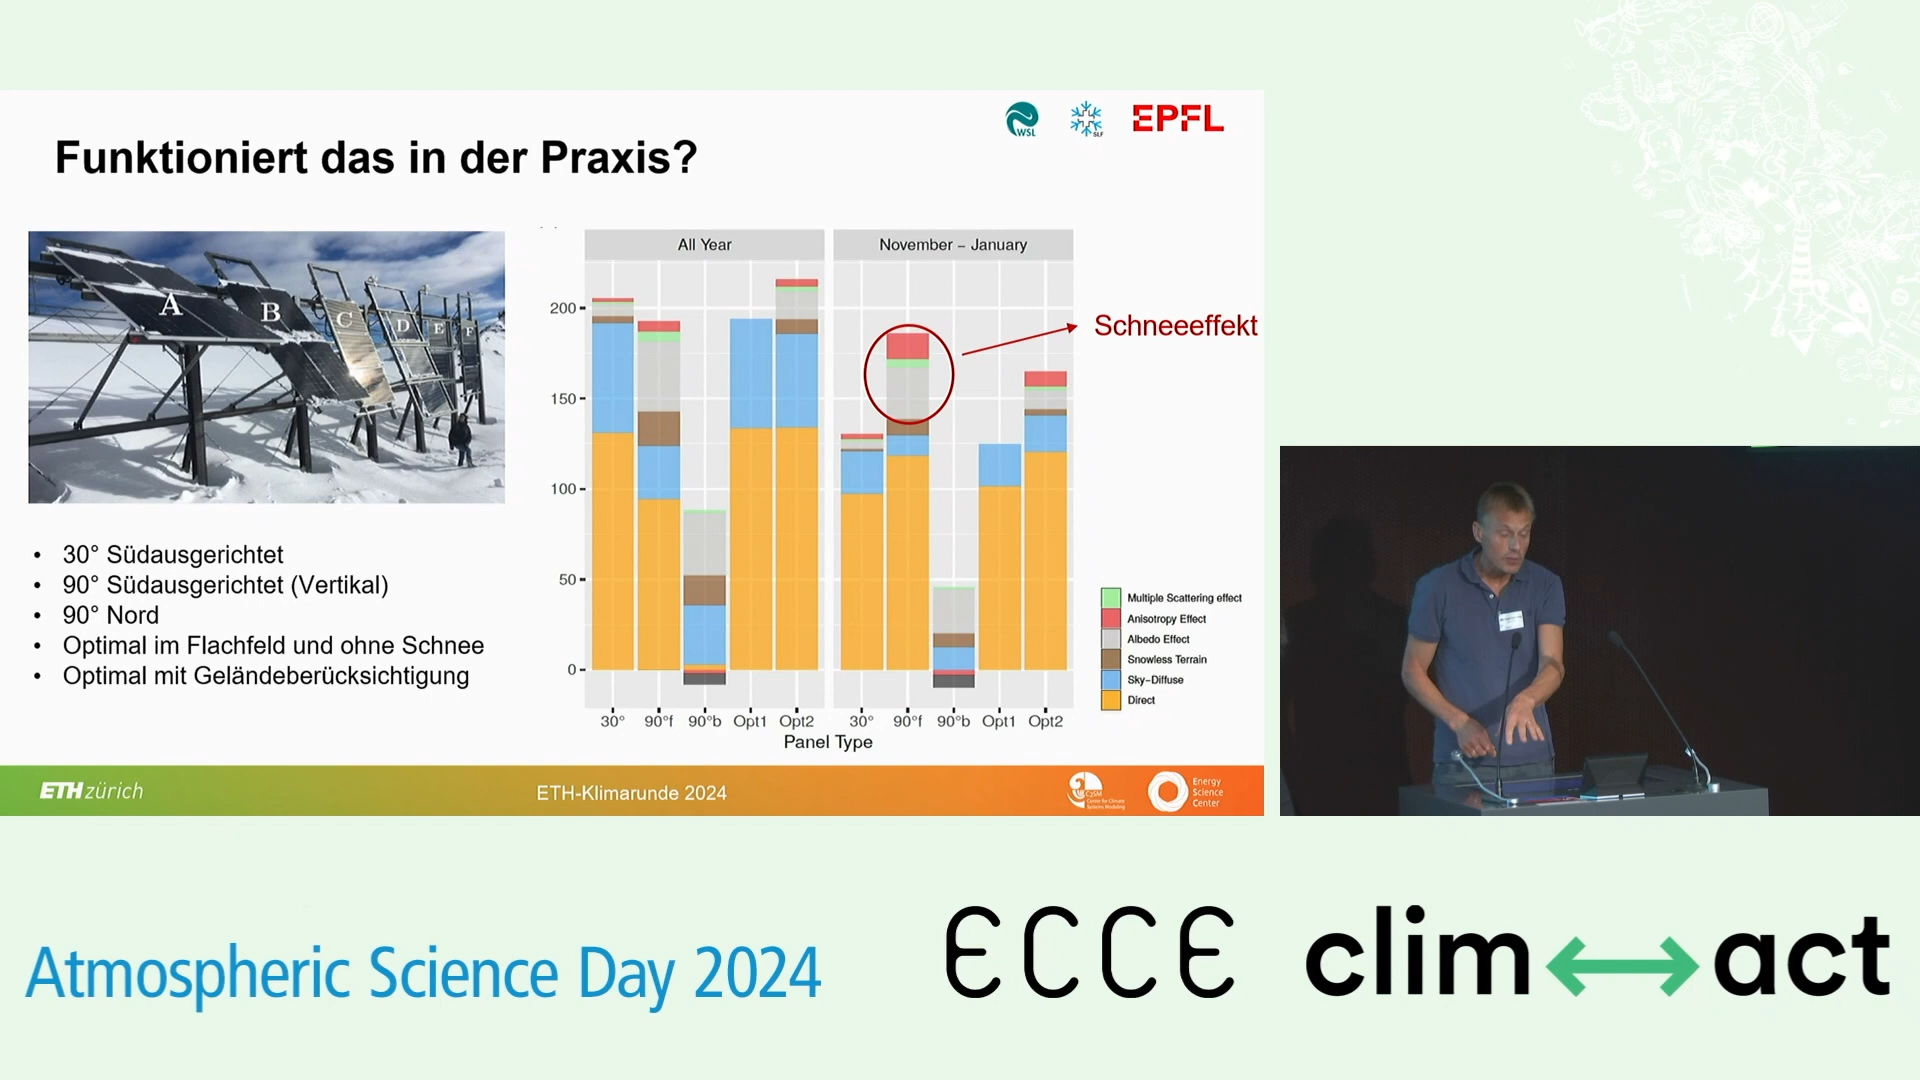 WSL
SLF
EPFL
Funktioniert das in der Praxis?
A
B
C
D
E
F
All Year
November – January
200
150
100
50
0
Schneeeffekt
30°
90°f
90°b
Opt1
Opt2
30°
90°f
90°b
Opt1
Opt2
Panel Type
Multiple Scattering effect
Anisotropy Effect
Albedo Effect
Snowless Terrain
Sky–Diffuse
Direct
• 30° Südausgerichtet
• 90° Südausgerichtet (Vertikal)
• 90° Nord
• Optimal im Flachfeld und ohne Schnee
• Optimal mit Geländeberücksichtigung
ETH zürich
ETH-Klimarunde 2024
C2SM
Center for Climate
Systems Modeling
Energy
Science
Center
Atmospheric Science Day 2024
ECCE
clim
act